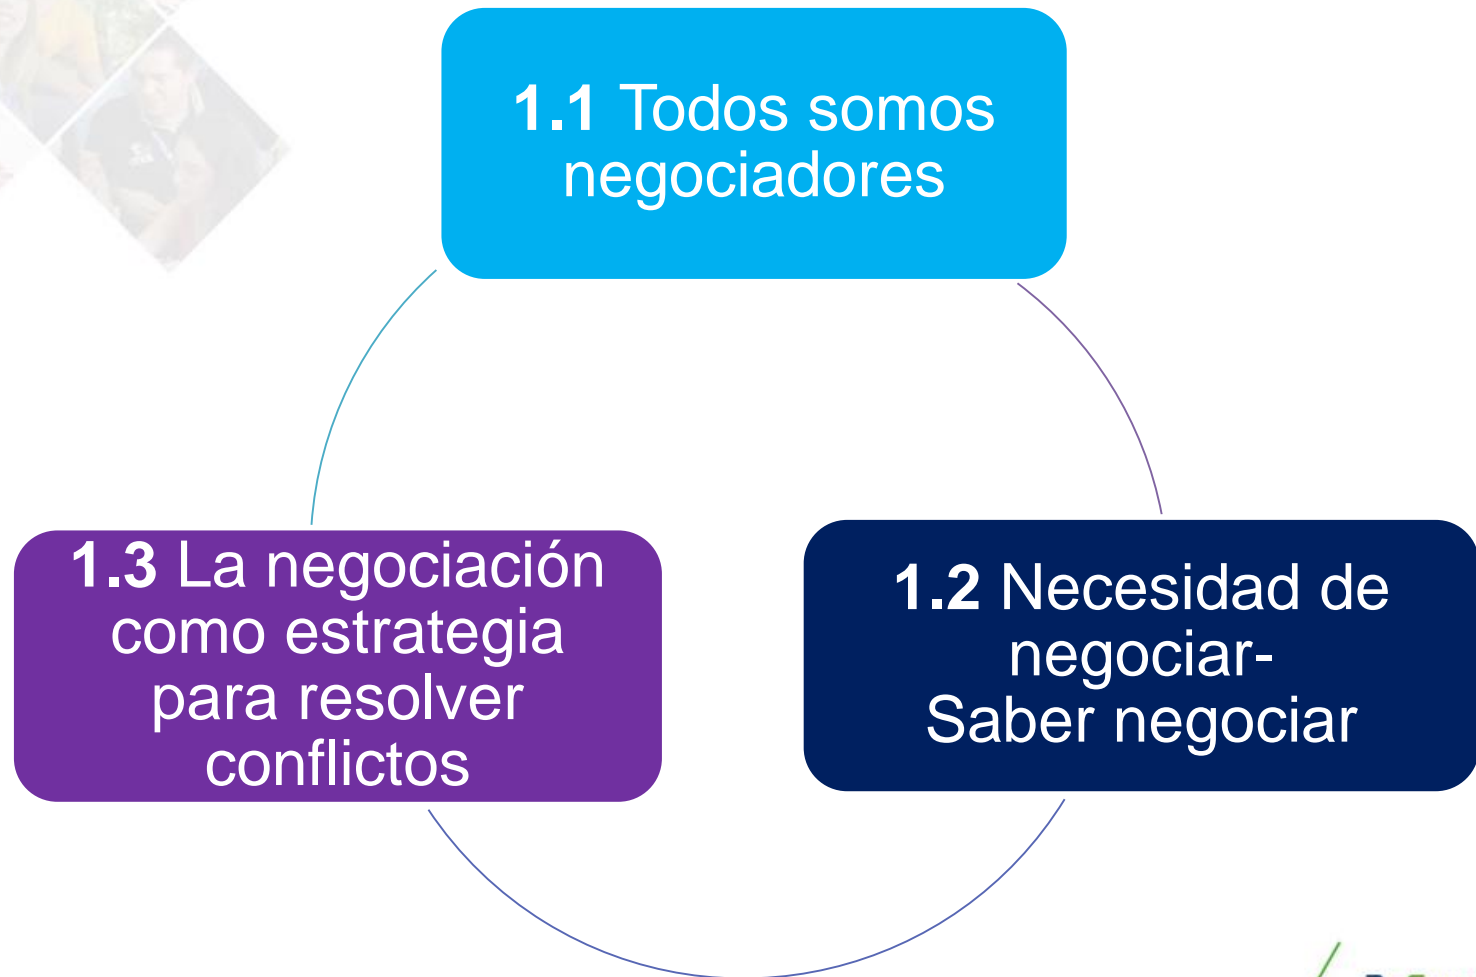 1.1 Todos somos
negociadores
1.2 Necesidad de
negociar-
Saber negociar
1.3 La negociación
como estrategia
para resolver
conflictos